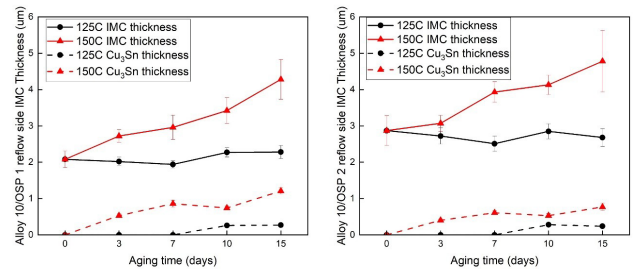 Alloy 10/OSP 1 reflow side IMC Thickness (um)
6
5
4
3
2
1
0
125C IMC thickness
150C IMC thickness
125C Cu₃Sn thickness
150C Cu₃Sn thickness
0
3
7
10
15
Aging time (days)
Alloy 10/OSP 2 reflow side IMC Thickness (um)
6
5
4
3
2
1
0
125C IMC thickness
150C IMC thickness
125C Cu₃Sn thickness
150C Cu₃Sn thickness
0
3
7
10
15
Aging time (days)